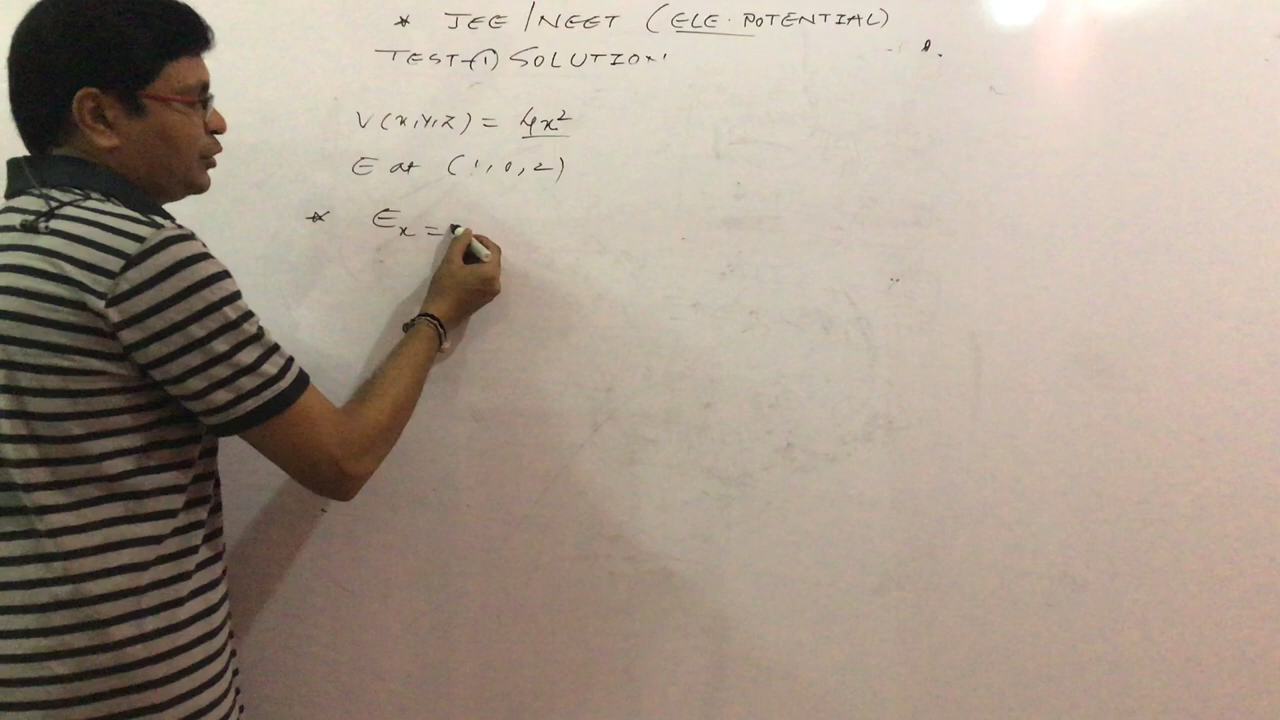 * JEE/NEET (ELE. POTENTIAL)
TEST-(1) SOLUTION
V(x,y,z) = 4x²
E at (1,0,2)
* Eₓ =